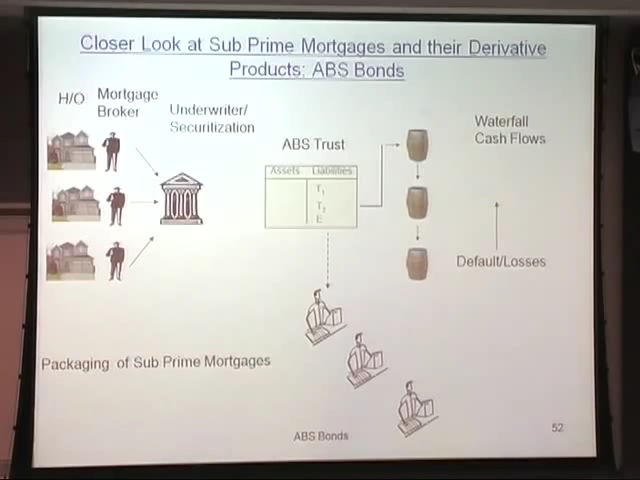 Closer Look at Sub Prime Mortgages and their Derivative
Products: ABS Bonds
H/O
Mortgage
Broker
Underwriter/
Securitization
ABS Trust
Assets Liabilities
T1
T2
E
Waterfall
Cash Flows
Default/Losses
Packaging of Sub Prime Mortgages
ABS Bonds
52